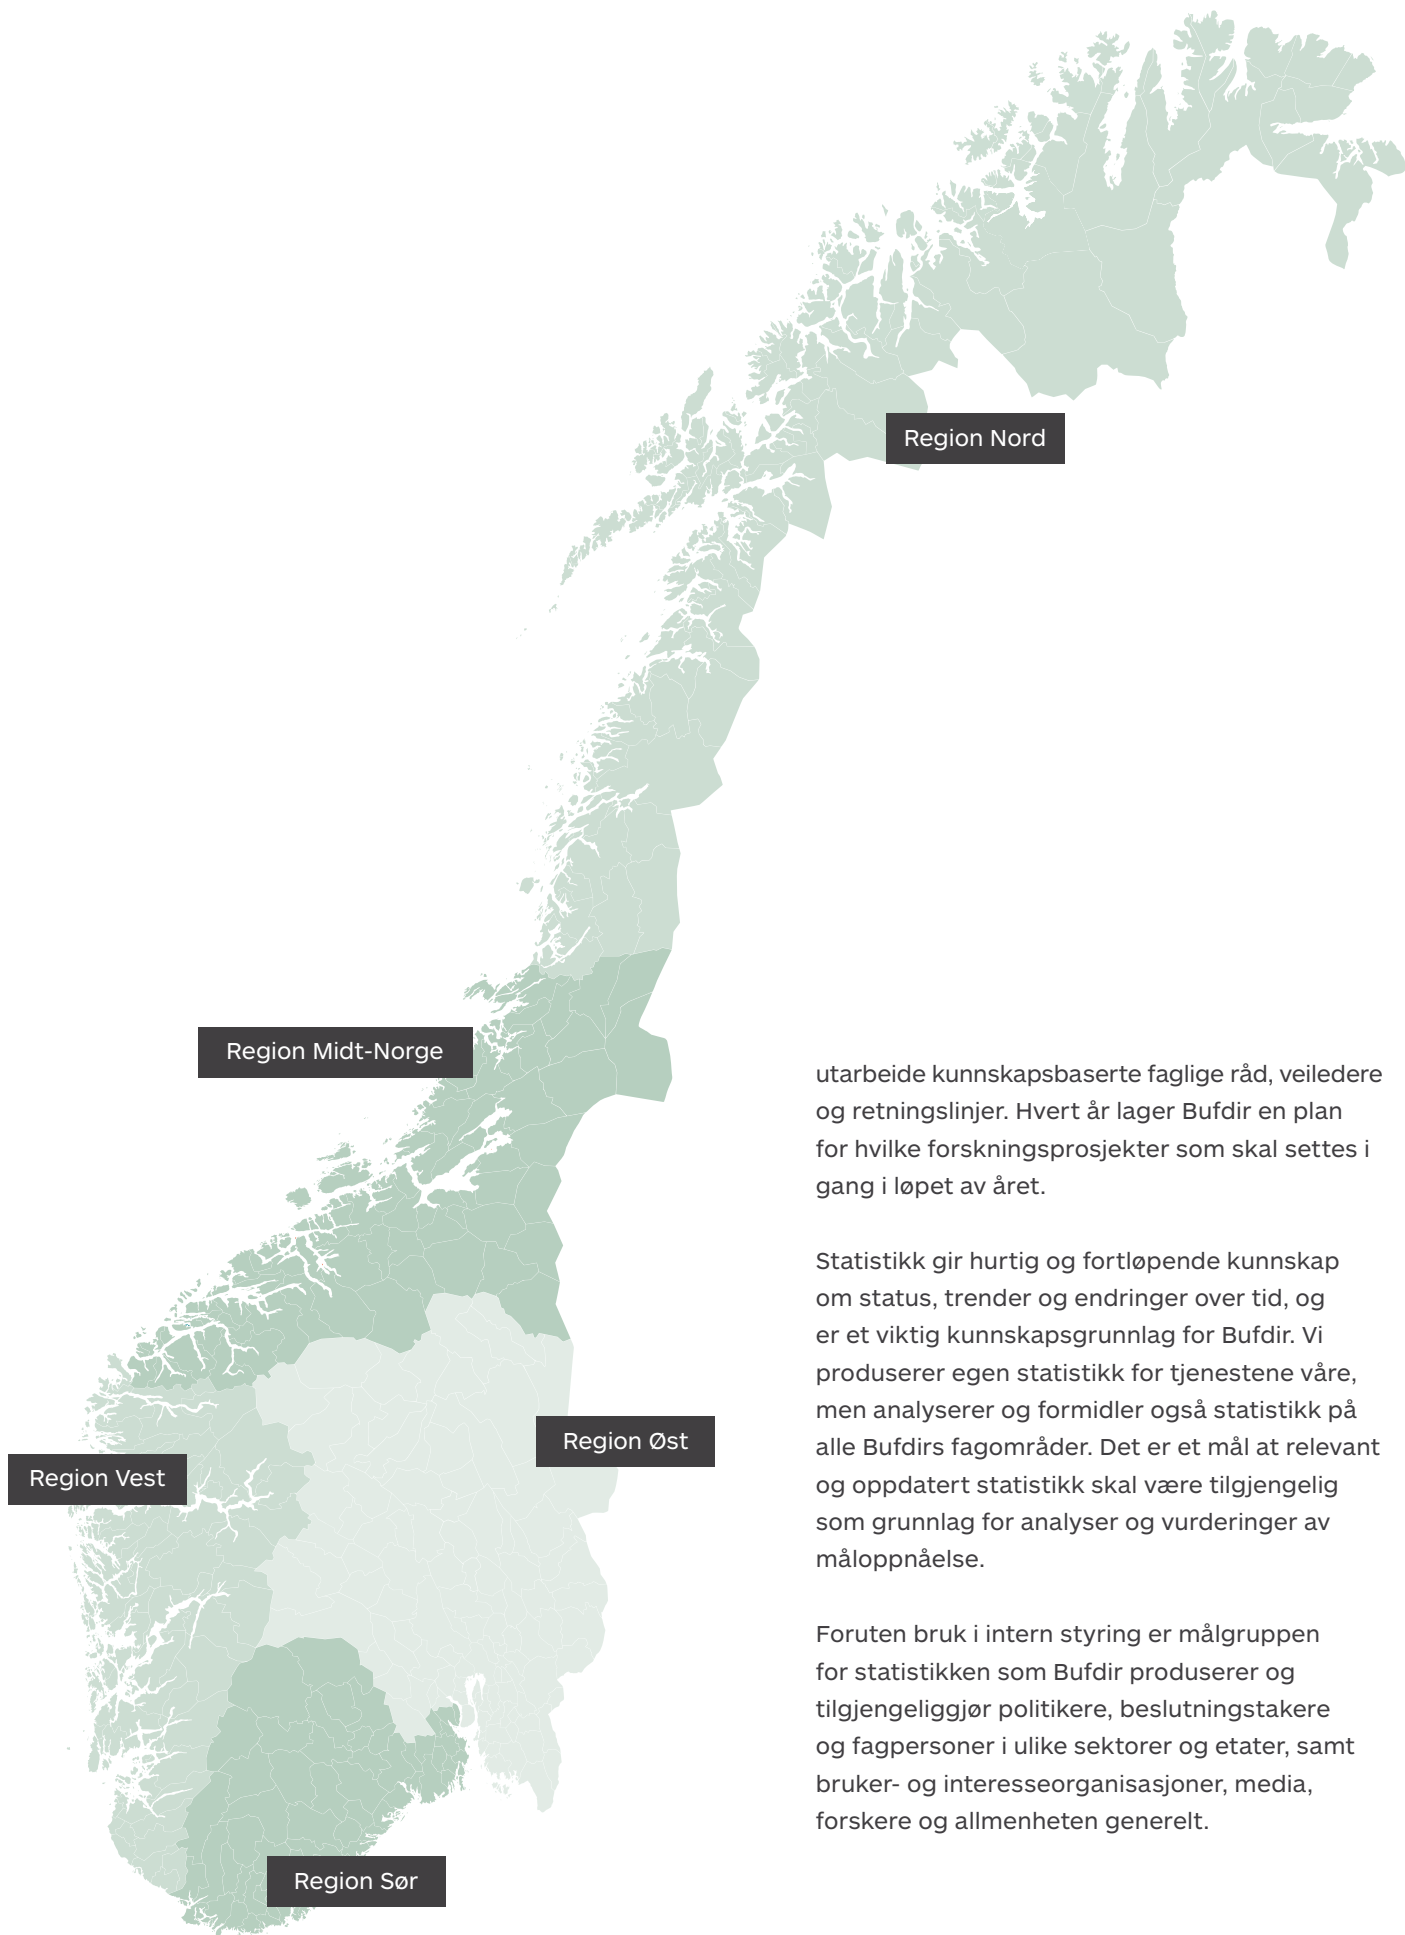 Region Nord
Region Midt-Norge
Region Øst
Region Vest
Region Sør
utarbeide kunnskapsbaserte faglige råd, veiledere
og retningslinjer. Hvert år lager Bufdir en plan
for hvilke forskningsprosjekter som skal settes i
gang i løpet av året.
Statistikk gir hurtig og fortløpende kunnskap
om status, trender og endringer over tid, og
er et viktig kunnskapsgrunnlag for Bufdir. Vi
produserer egen statistikk for tjenestene våre,
men analyserer og formidler også statistikk på
alle Bufdirs fagområder. Det er et mål at relevant
og oppdatert statistikk skal være tilgjengelig
som grunnlag for analyser og vurderinger av
måloppnåelse.
Foruten bruk i intern styring er målgruppen
for statistikken som Bufdir produserer og
tilgjengeliggjør politikere, beslutningstakere
og fagpersoner i ulike sektorer og etater, samt
bruker- og interesseorganisasjoner, media,
forskere og allmenheten generelt.